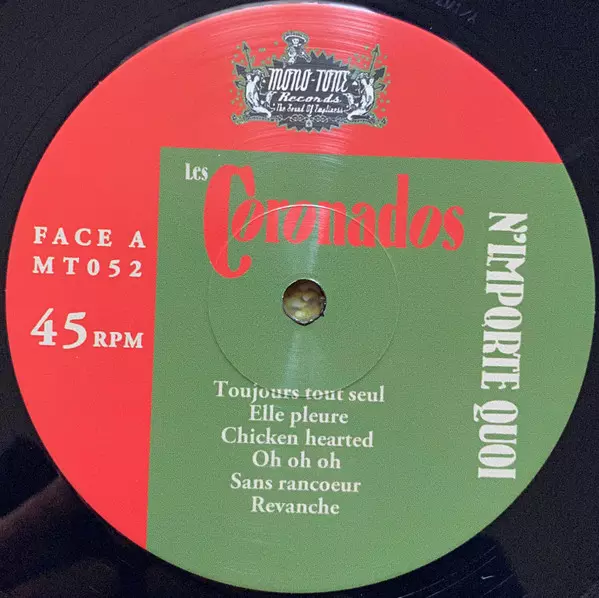 MONO-TONE
Records
The Sound Of Emptiness
Les
Coronados
N'IMPORTE QUOI
FACE A
MT052
45 RPM
Toujours tout seul
Elle pleure
Chicken hearted
Oh oh oh
Sans rancoeur
Revanche